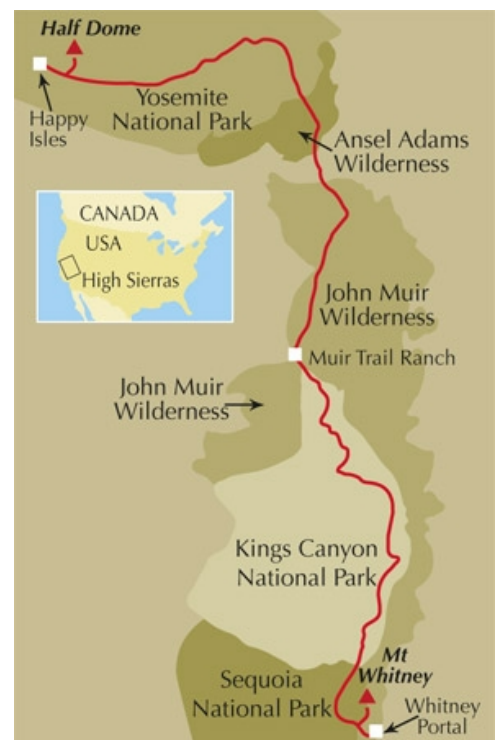 Half Dome
Happy
Isles
Yosemite
National Park
Ansel Adams
Wilderness
CANADA
USA
High Sierras
John Muir
Wilderness
Muir Trail Ranch
John Muir
Wilderness
Kings Canyon
National Park
Mt
Whitney
Sequoia
National Park
Whitney
Portal